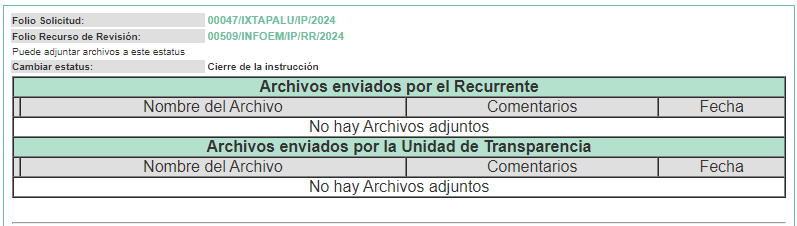 Folio Solicitud: 00047/IXTAPALU/IP/2024
Folio Recurso de Revisión: 00509/INFOEM/IP/RR/2024
Puede adjuntar archivos a este estatus
Cambiar estatus: Cierre de la instrucción
Archivos enviados por el Recurrente
Nombre del Archivo Comentarios Fecha
No hay Archivos adjuntos
Archivos enviados por la Unidad de Transparencia
Nombre del Archivo Comentarios Fecha
No hay Archivos adjuntos